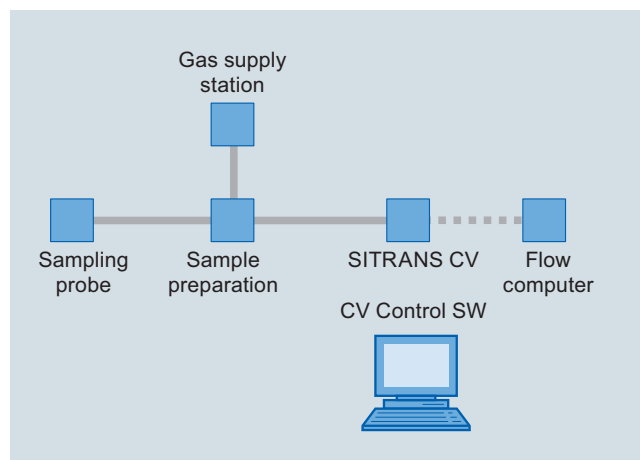 Gas supply
station
Sampling
probe
Sample
preparation
SITRANS CV
Flow
computer
CV Control SW